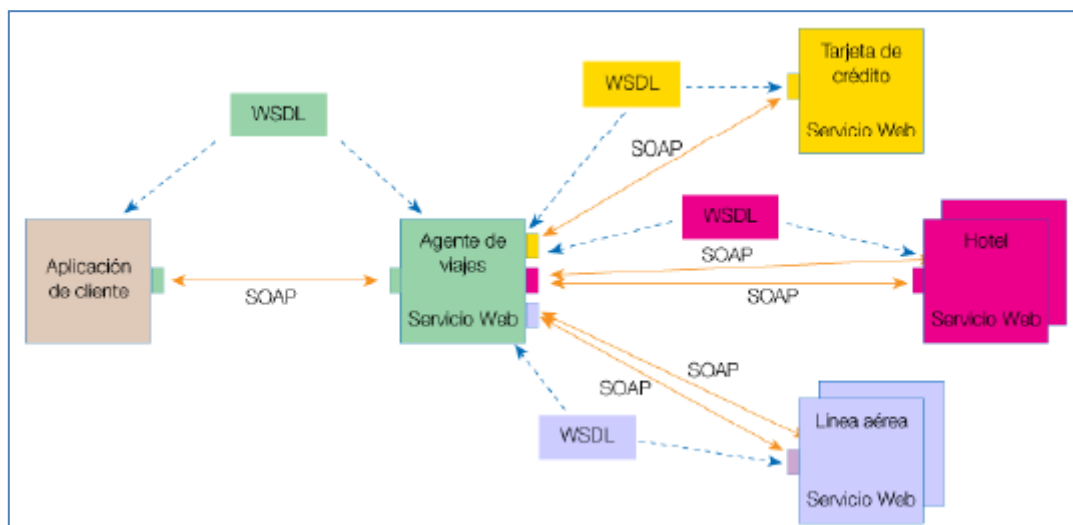 WSDL
WSDL
Tarjeta de
crédito
Servicio Web
SOAP
WSDL
Aplicación
de cliente
SOAP
Agente de
viajes
Servicio Web
SOAP
SOAP
Hotel
Servicio Web
SOAP
SOAP
WSDL
Línea aérea
Servicio Web